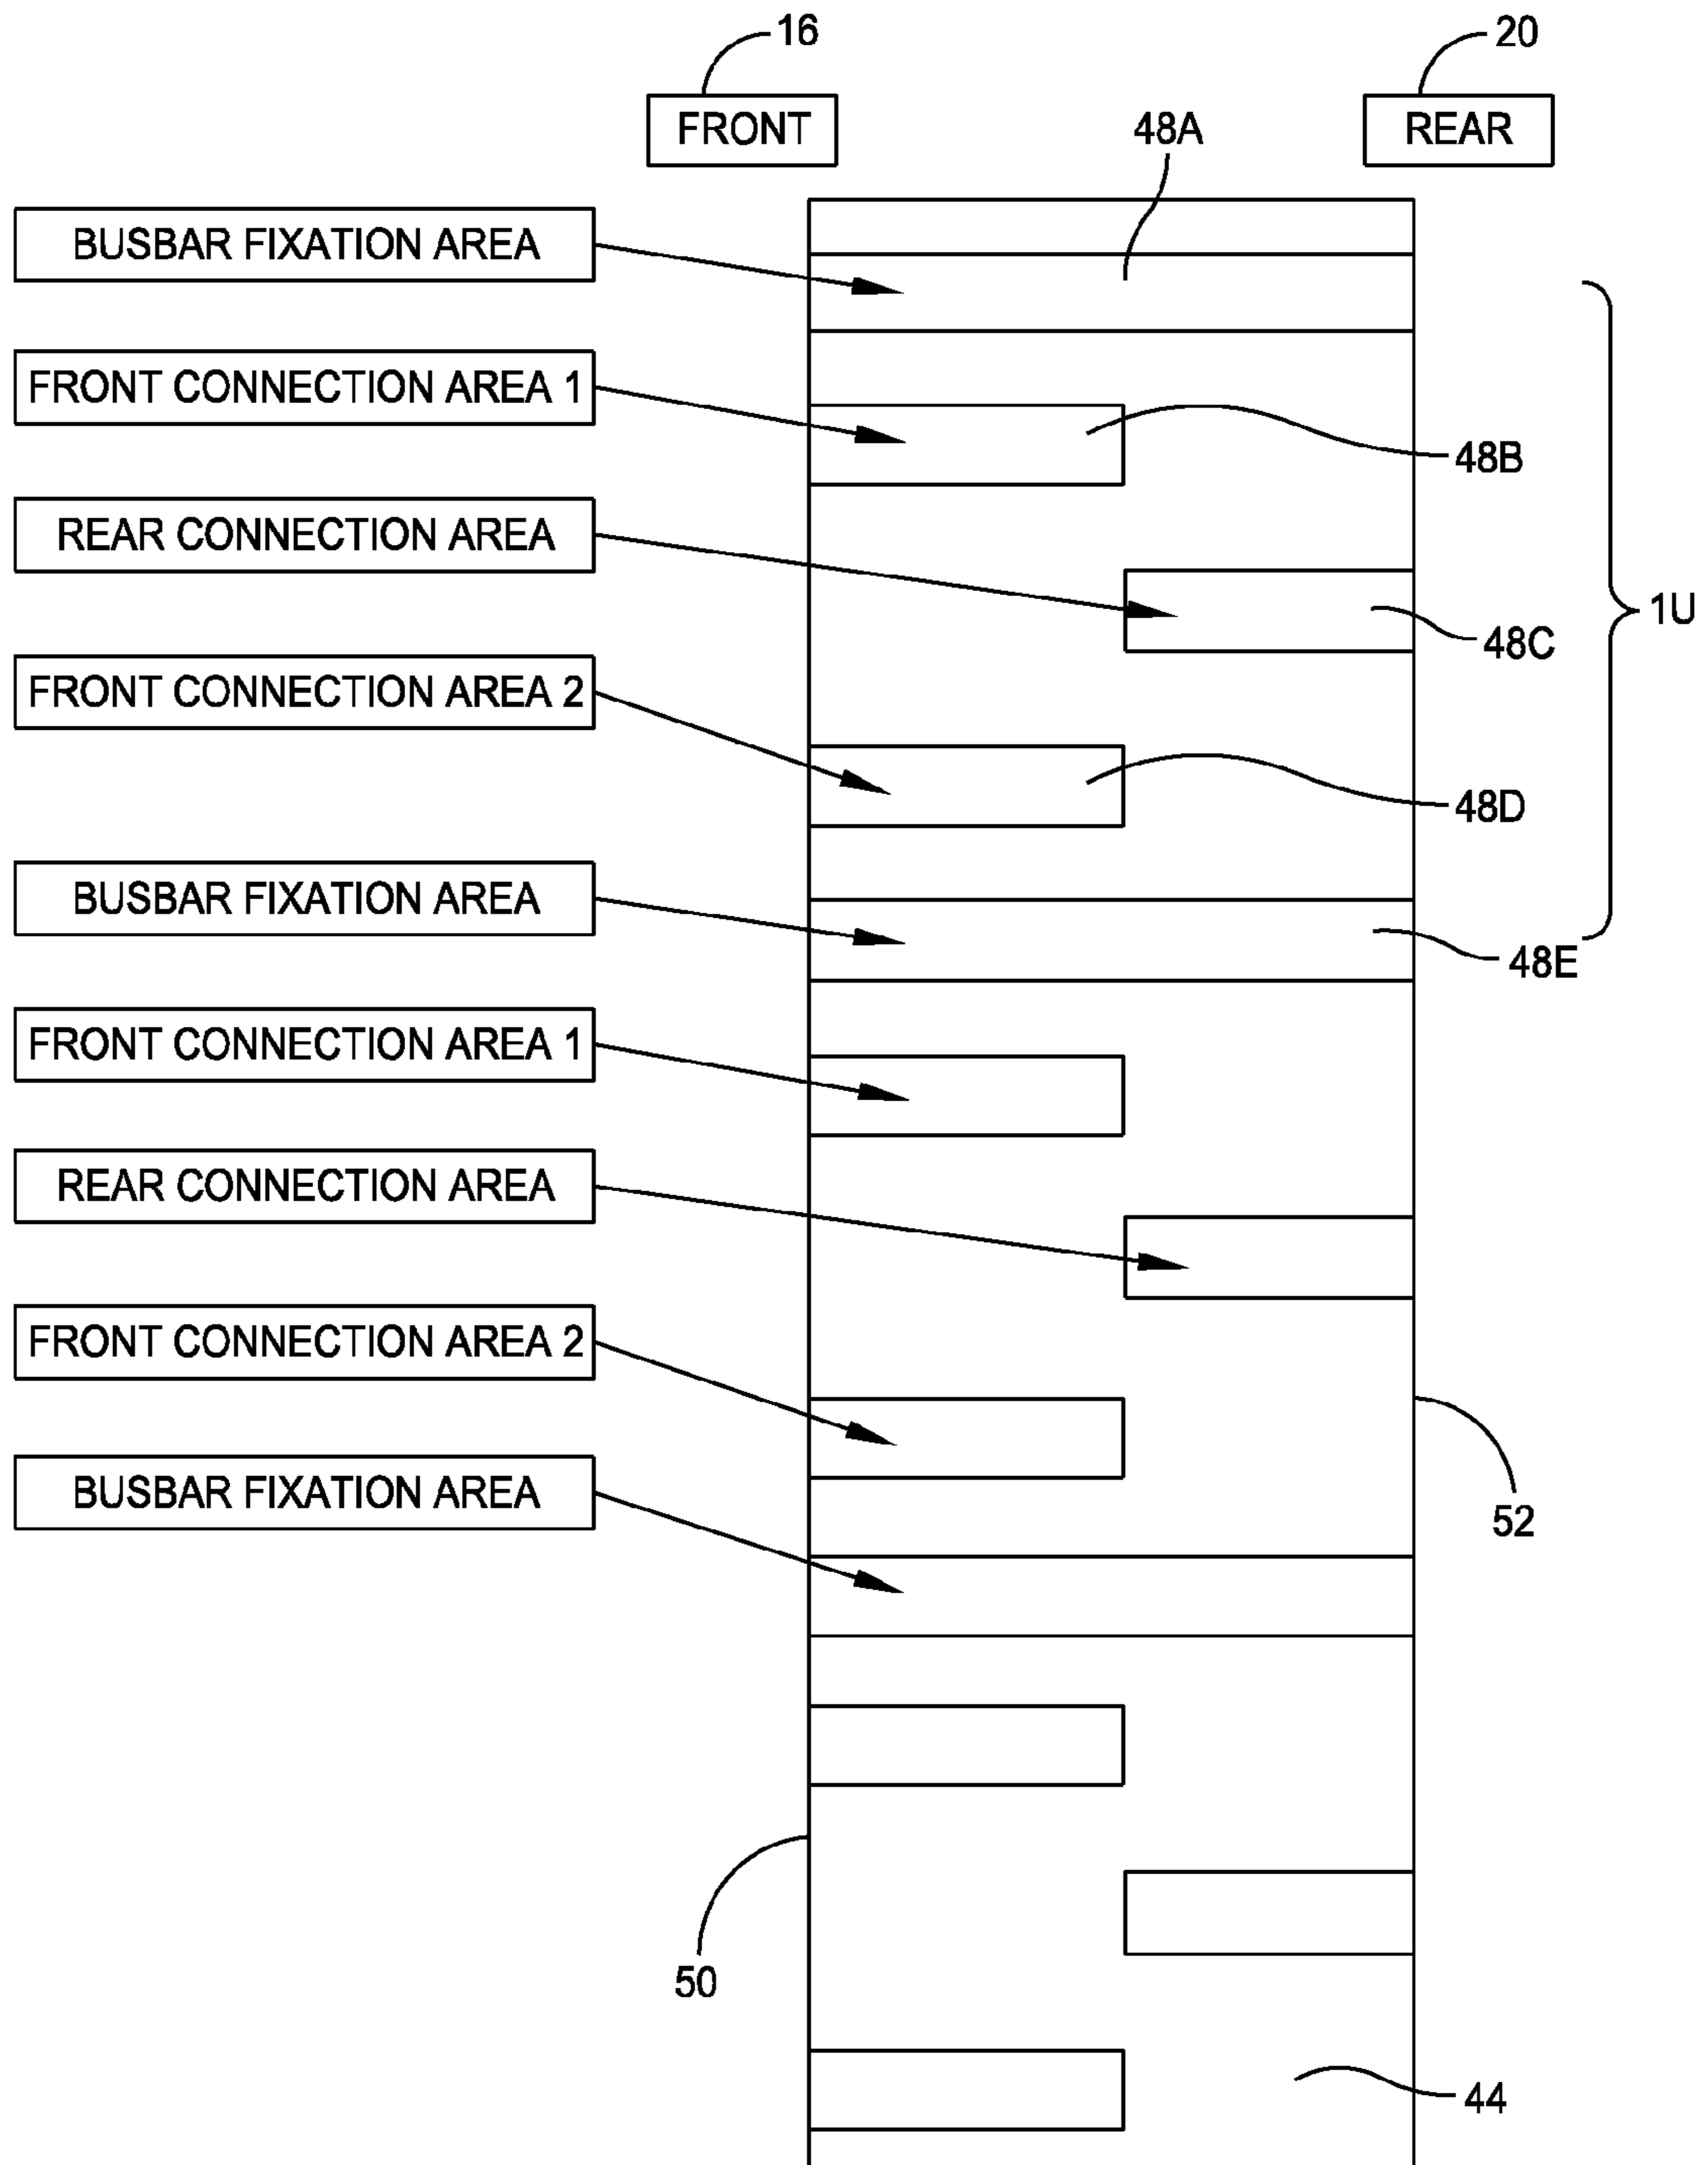 16
20
FRONT
48A
REAR
BUSBAR FIXATION AREA
FRONT CONNECTION AREA 1
48B
REAR CONNECTION AREA
1U
48C
FRONT CONNECTION AREA 2
48D
BUSBAR FIXATION AREA
48E
FRONT CONNECTION AREA 1
REAR CONNECTION AREA
FRONT CONNECTION AREA 2
BUSBAR FIXATION AREA
52
50
44